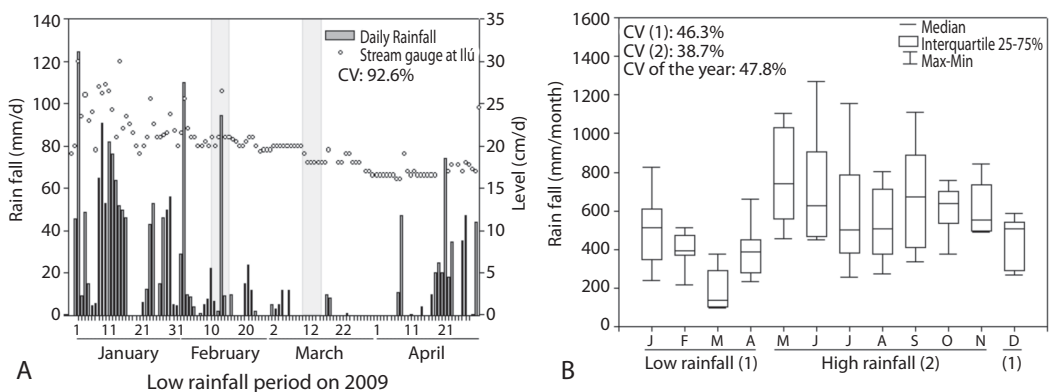 140
120
100
80
60
40
20
0
Rain fall (mm/d)
35
30
25
20
15
10
5
0
Level (cm/d)
Daily Rainfall
Stream gauge at Ilú
CV: 92.6%
1 11 21 31 10 20 2 12 22 1 11 21
January February March April
A
Low rainfall period on 2009
1600
1400
1200
1000
800
600
400
200
0
Rain fall (mm/month)
CV (1): 46.3%
CV (2): 38.7%
CV of the year: 47.8%
Median
Interquartile 25-75%
Max-Min
J F M A M J J A S O N D
Low rainfall (1) High rainfall (2) (1)
B